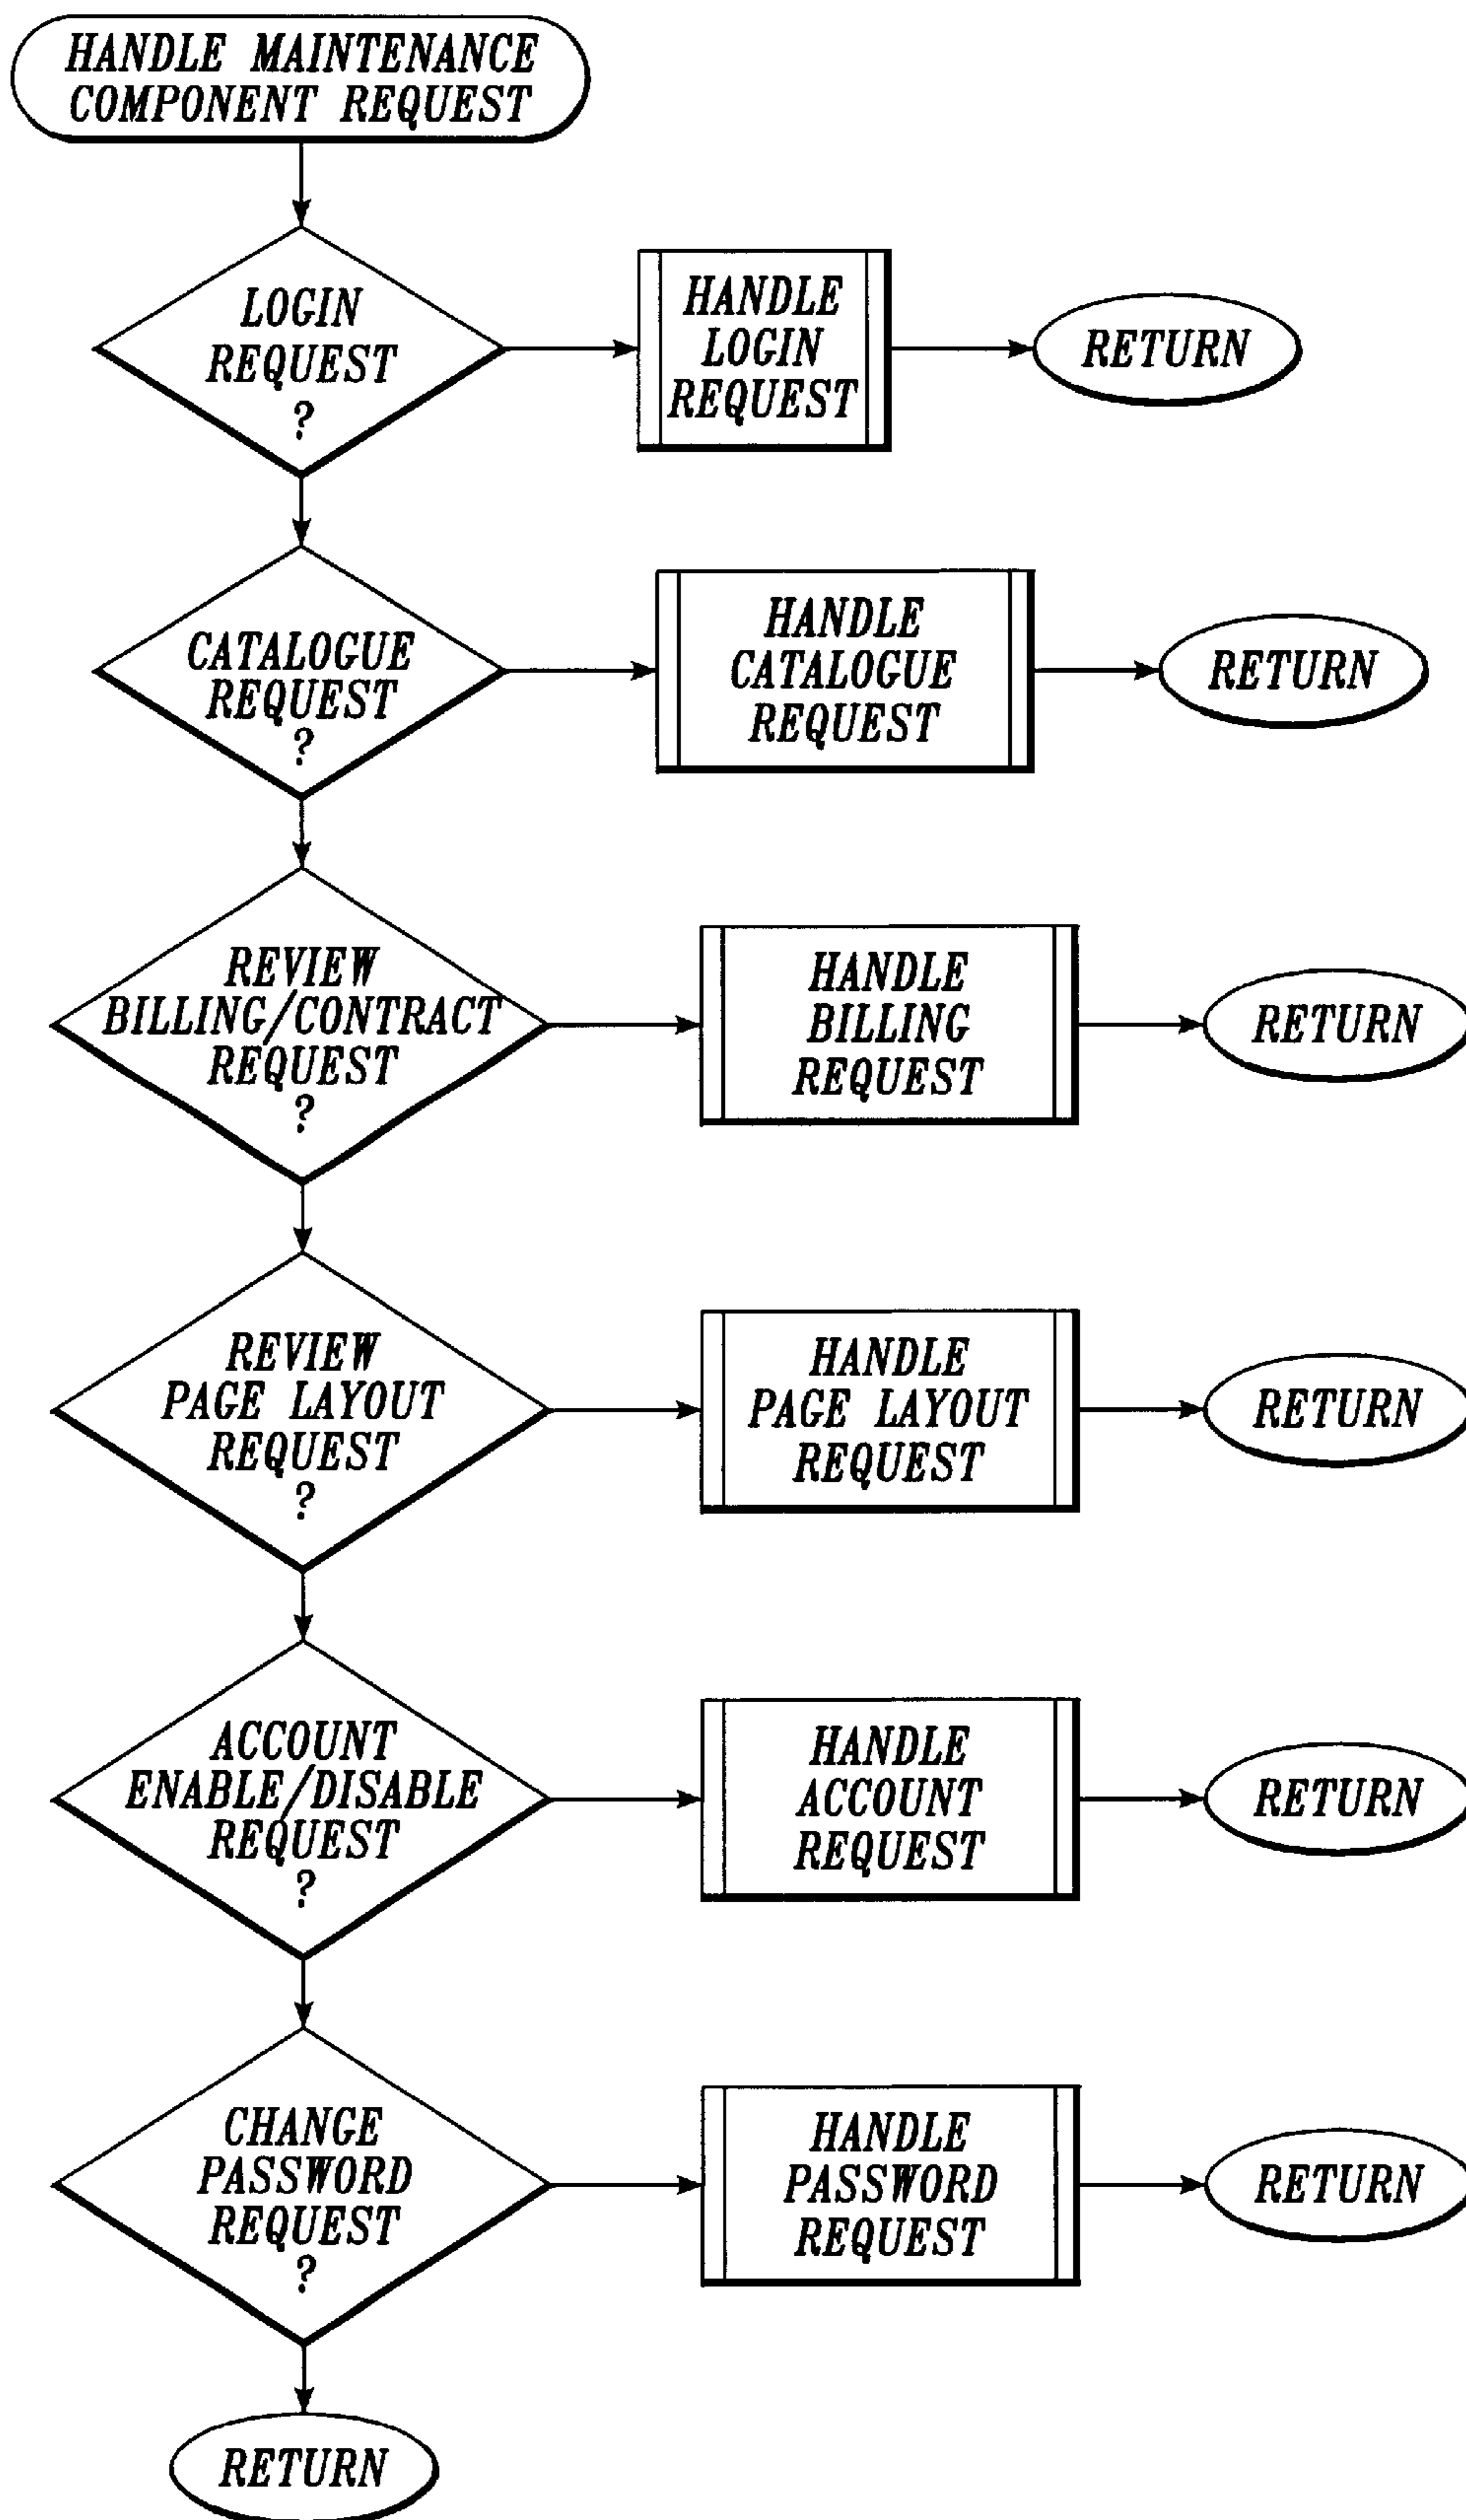 HANDLE MAINTENANCE
COMPONENT REQUEST
LOGIN
REQUEST
?
HANDLE
LOGIN
REQUEST
RETURN
CATALOGUE
REQUEST
?
HANDLE
CATALOGUE
REQUEST
RETURN
REVIEW
BILLING/CONTRACT
REQUEST
?
HANDLE
BILLING
REQUEST
RETURN
REVIEW
PAGE LAYOUT
REQUEST
?
HANDLE
PAGE LAYOUT
REQUEST
RETURN
ACCOUNT
ENABLE/DISABLE
REQUEST
?
HANDLE
ACCOUNT
REQUEST
RETURN
CHANGE
PASSWORD
REQUEST
?
HANDLE
PASSWORD
REQUEST
RETURN
RETURN